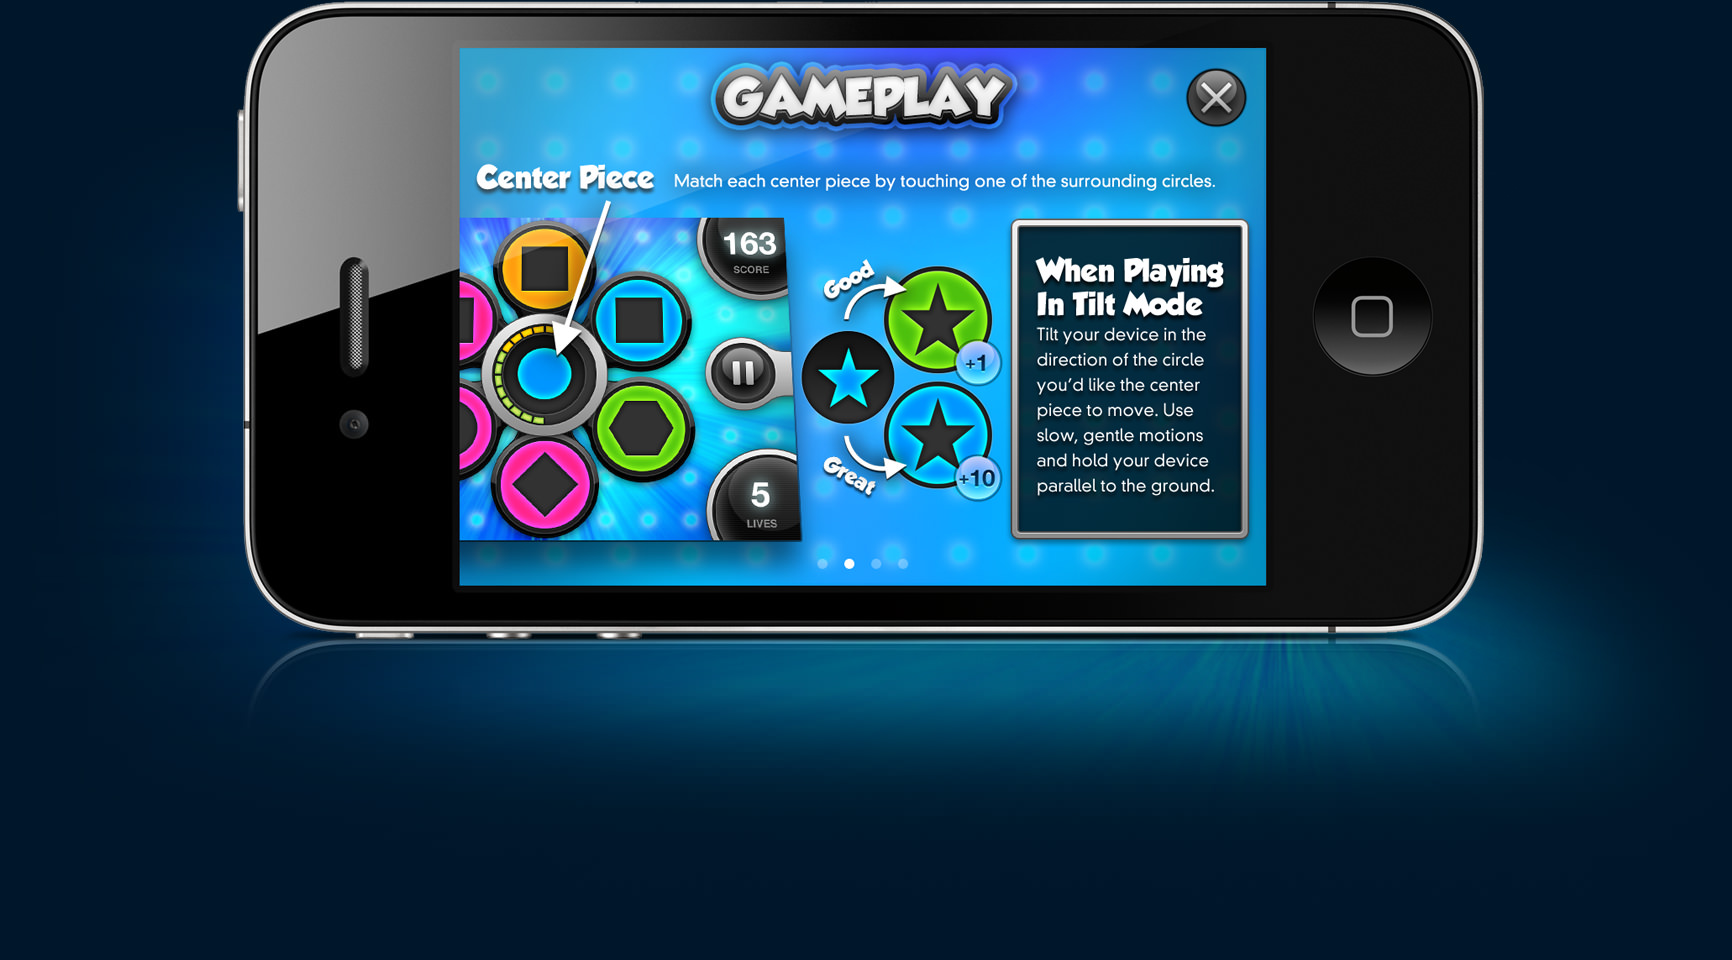 GAMEPLAY
Center Piece
Match each center piece by touching one of the surrounding circles.
163
SCORE
5
LIVES
Good
+1
Great
+10
When Playing
In Tilt Mode
Tilt your device in the
direction of the circle
you'd like the center
piece to move. Use
slow, gentle motions
and hold your device
parallel to the ground.